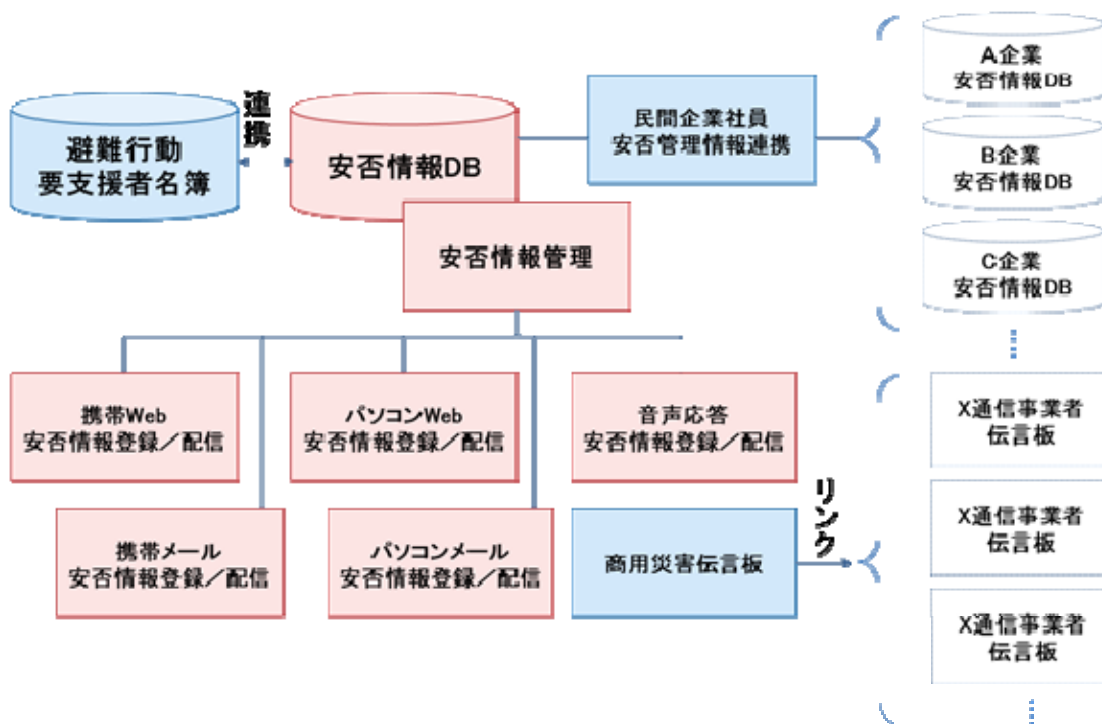 避難行動
要支援者名簿
連携
安否情報DB
民間企業社員
安否管理情報連携
A企業
安否情報DB
B企業
安否情報DB
C企業
安否情報DB
安否情報管理
携帯Web
安否情報登録／配信
パソコンWeb
安否情報登録／配信
音声応答
安否情報登録／配信
携帯メール
安否情報登録／配信
パソコンメール
安否情報登録／配信
商用災害伝言板
リンク
X通信事業者
伝言板
X通信事業者
伝言板
X通信事業者
伝言板